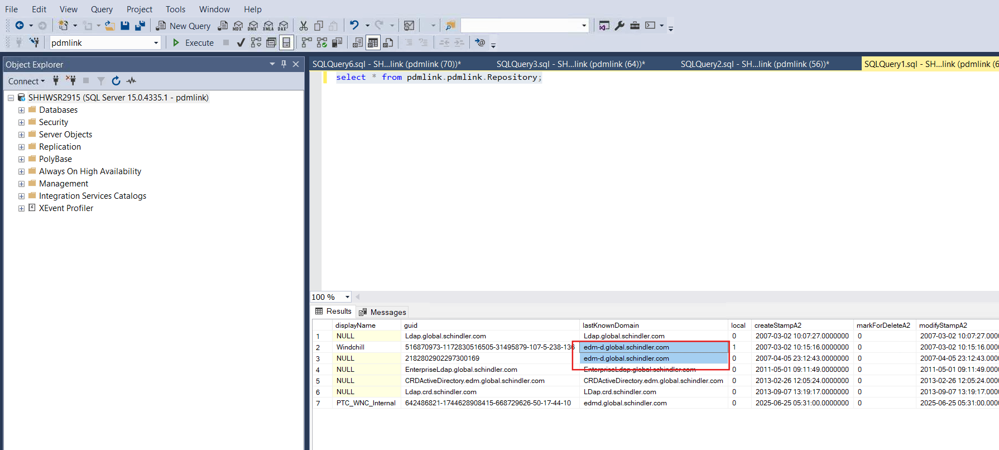 File Edit View Query Project Tools Window Help
New Query MDX DMX XMLA DAX
pdmlink Execute
Object Explorer
Connect
SHHWSR2915 (SQL Server 15.0.4335.1 - pdmlink)
Databases
Security
Server Objects
Replication
PolyBase
Always On High Availability
Management
Integration Services Catalogs
XEvent Profiler
SQLQuery6.sql - SH...link (pdmlink (70))* SQLQuery3.sql - SH...link (pdmlink (64))* SQLQuery2.sql - SH...link (pdmlink (56))* SQLQuery1.sql - SH...link (pdmlink (6
select * from pdmlink.pdmlink.Repository;
100 %
Results Messages
displayName guid lastKnownDomain local createStampA2 markForDeleteA2 modifyStampA2
1 NULL Ldap.global.schindler.com Ldap.global.schindler.com 0 2007-03-02 10:07:27.0000000 0 2007-03-02 10:07:27.0000
2 Windchill 516870973-1172830516505-31495879-107-5-238-136 edm-d.global.schindler.com 1 2007-03-02 10:15:16.0000000 0 2007-03-02 10:15:16.0000
3 NULL 2182802902297300169 edm-d.global.schindler.com 0 2007-04-05 23:12:43.0000000 0 2007-04-05 23:12:43.0000
4 NULL EnterpriseLdap.global.schindler.com EnterpriseLdap.global.schindler.com 0 2011-05-01 09:11:49.0000000 0 2011-05-01 09:11:49.0000
5 NULL CRDActiveDirectory.edm.global.schindler.com CRDActiveDirectory.edm.global.schindler.com 0 2013-02-26 12:05:24.0000000 0 2013-02-26 12:05:24.0000
6 NULL Ldap.crd.schindler.com LDap.crd.schindler.com 0 2013-09-07 13:19:17.0000000 0 2013-09-07 13:19:17.0000
7 PTC_WNC_Internal 642486821-1744628908415-668729626-50-17-44-10 edmd.global.schindler.com 0 2025-06-25 05:31:00.0000000 0 2025-06-25 05:31:00.0000